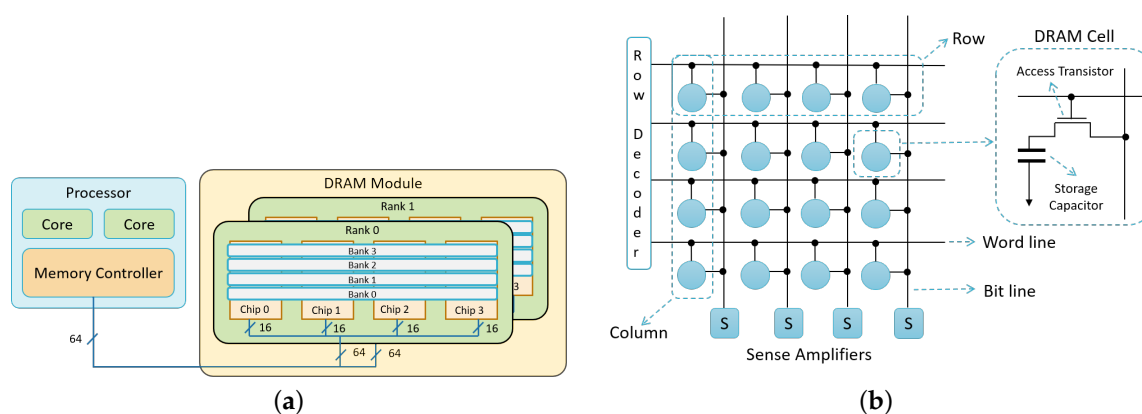 Processor
Core
Core
Memory Controller
64
DRAM Module
Rank 1
Rank 0
Bank 3
Bank 2
Bank 1
Bank 0
3
Chip 0
Chip 1
Chip 2
Chip 3
16
16
16
16
64
64
(a)
Row Decoder
Row
DRAM Cell
Access Transistor
Storage
Capacitor
Word line
Bit line
Column
S
S
S
S
Sense Amplifiers
(b)